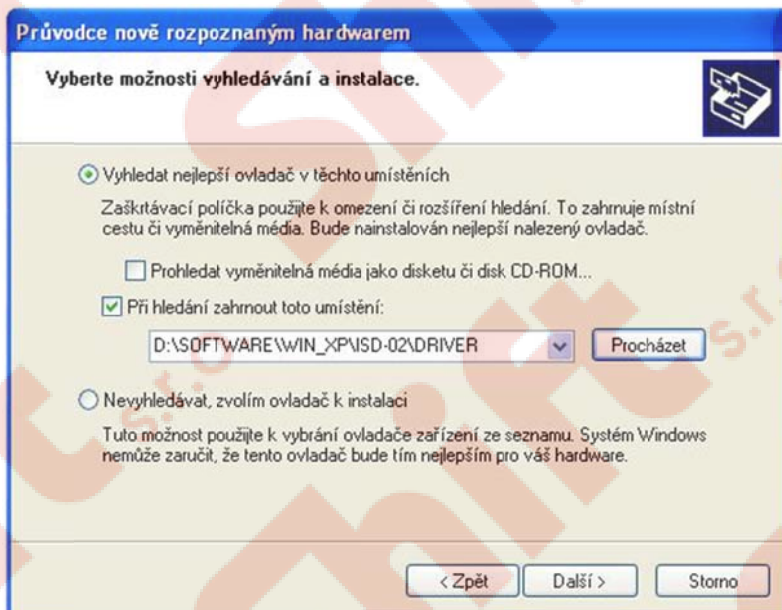 Průvodce nově rozpoznaným hardwarem
Vyberte možnosti vyhledávání a instalace.
Vyhledat nejlepší ovladač v těchto umístěních
Zaškrtávací políčka použijte k omezení či rozšíření hledání. To zahrnuje místní
cestu či vyměnitelná média. Bude nainstalován nejlepší nalezený ovladač.
Prohledat vyměnitelná média jako disketu či disk CD-ROM...
Při hledání zahrnout toto umístění:
D:\SOFTWARE\WIN_XP\ISD-02\DRIVER
Procházet
Nevyhledávat, zvolím ovladač k instalaci
Tuto možnost použijte k vybrání ovladače zařízení ze seznamu. Systém Windows
nemůže zaručit, že tento ovladač bude tím nejlepším pro váš hardware.
< Zpět
Další >
Storno
Shift
s.r.o
s.r.o